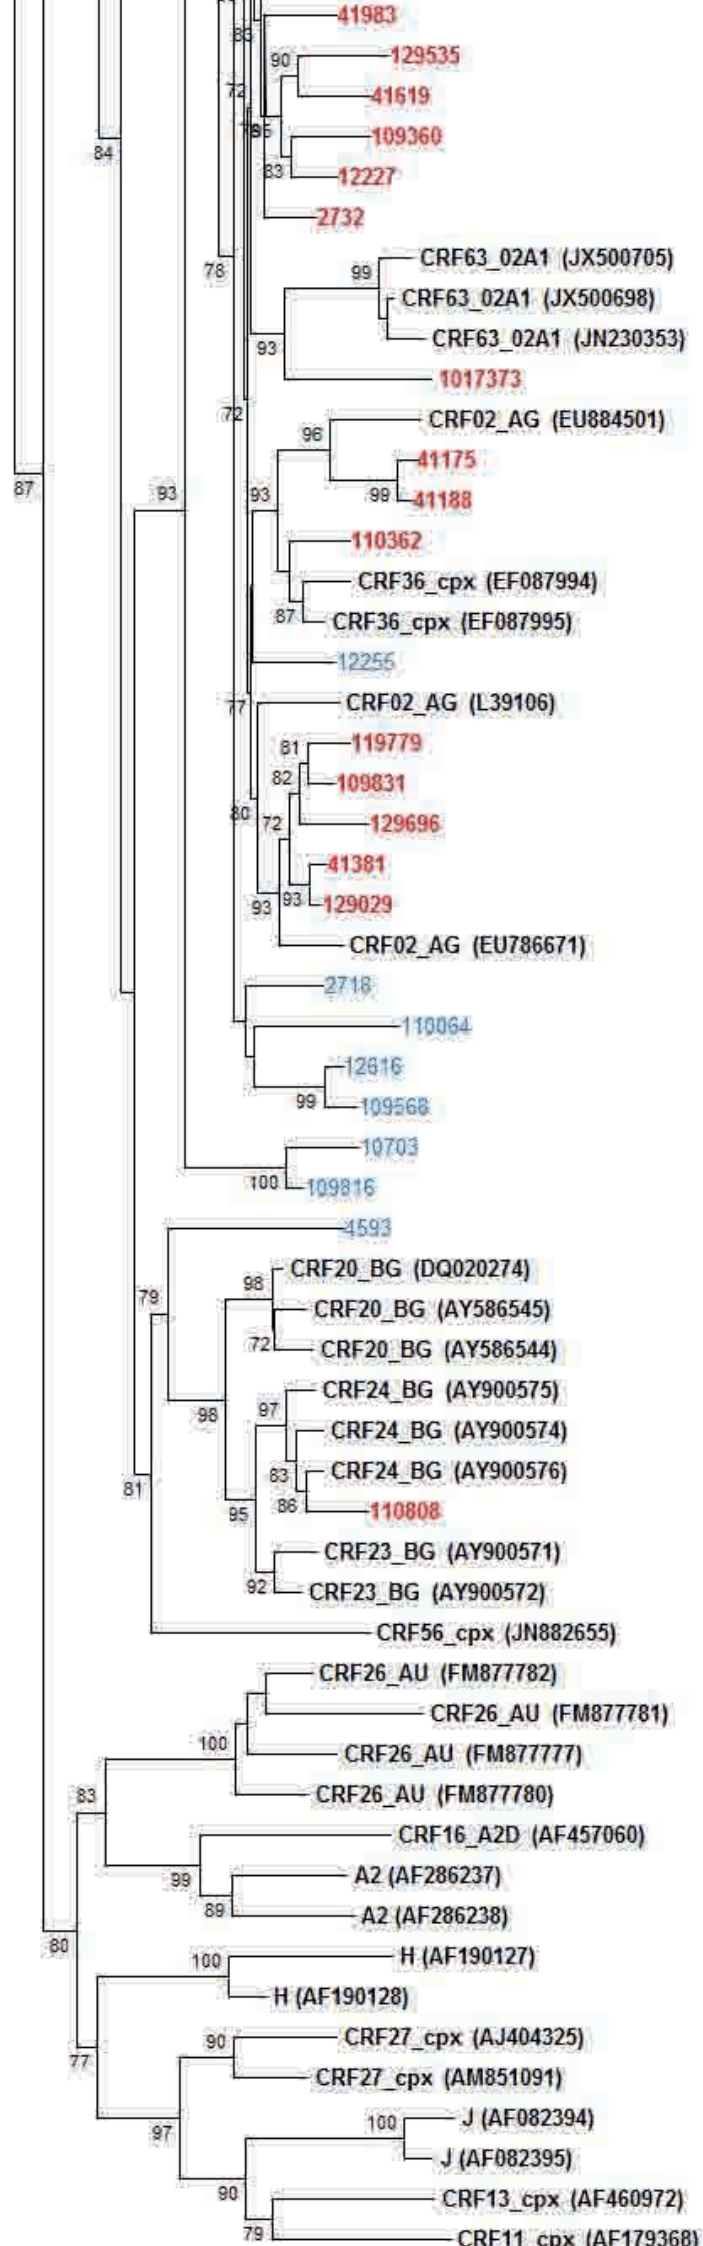 41983
83
90
129535
72
41619
109360
83
12227
84
2732
78
CRF63_02A1 (JX500705)
99
CRF63_02A1 (JX500698)
CRF63_02A1 (JN230353)
93
1017373
72
CRF02_AG (EU884501)
96
41175
87
93
93
99
41188
110362
CRF36_cpx (EF087994)
87
CRF36_cpx (EF087995)
12255
77
CRF02_AG (L39106)
81
119779
82
109831
80
72
129696
41381
93
93
129029
CRF02_AG (EU786671)
2718
110064
12616
99
109568
10703
100
109816
4593
79
98
CRF20_BG (DQ020274)
CRF20_BG (AY586545)
72
CRF20_BG (AY586544)
97
CRF24_BG (AY900575)
98
CRF24_BG (AY900574)
83
CRF24_BG (AY900576)
81
95
86
110808
CRF23_BG (AY900571)
92
CRF23_BG (AY900572)
CRF56_cpx (JN882655)
CRF26_AU (FM877782)
CRF26_AU (FM877781)
100
CRF26_AU (FM877777)
83
CRF26_AU (FM877780)
CRF16_A2D (AF457060)
99
A2 (AF286237)
89
A2 (AF286238)
80
100
H (AF190127)
H (AF190128)
77
90
CRF27_cpx (AJ404325)
CRF27_cpx (AM851091)
97
100
J (AF082394)
J (AF082395)
90
CRF13_cpx (AF460972)
79
CRF11_cpx (AF179368)